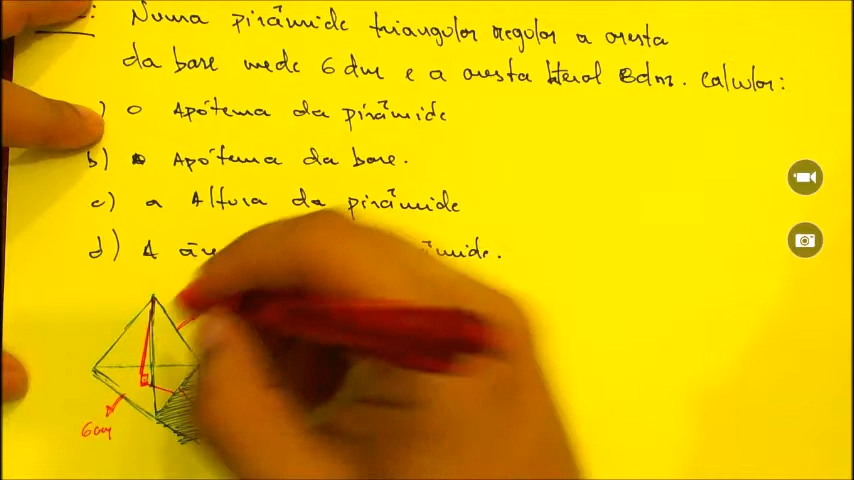 Numa pirâmide triangular regular a aresta
da base mede 6 dm e a aresta lateral 8dm. calcular:
) o Apótema da pirâmide
b) o Apótema da base.
c) a Altura da pirâmide
d) A
6cm